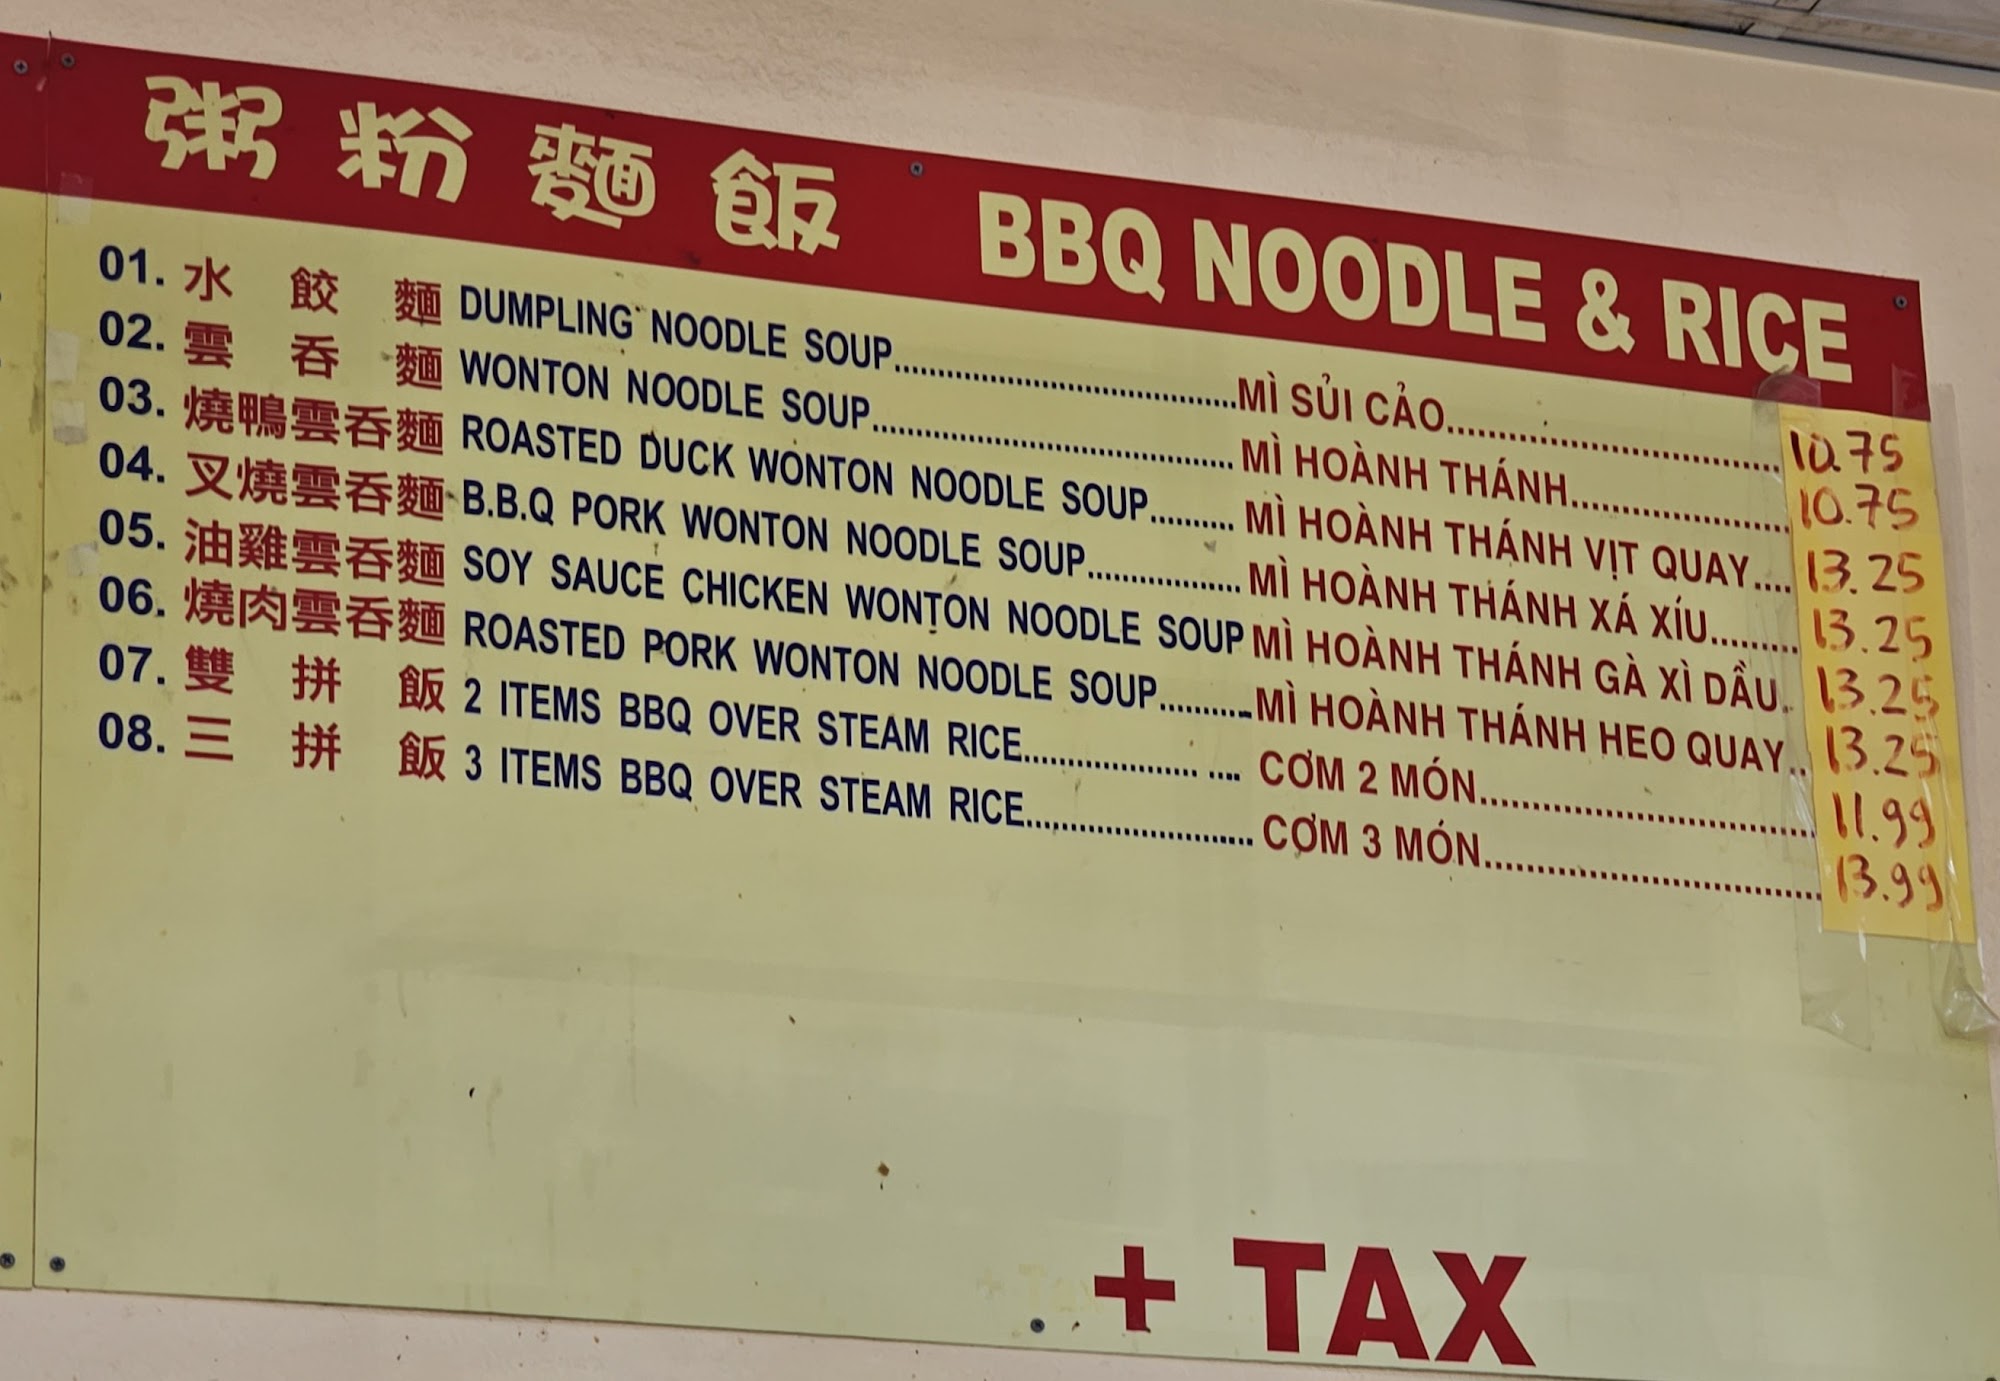 粥粉麵飯 BBQ NOODLE & RICE
01. 水餃麵 DUMPLING NOODLE SOUP........MÌ SỦI CẢO........10.75
02. 雲吞麵 WONTON NOODLE SOUP........MÌ HOÀNH THÁNH........10.75
03. 燒鴨雲吞麵 ROASTED DUCK WONTON NOODLE SOUP........MÌ HOÀNH THÁNH VỊT QUAY....13.25
04. 叉燒雲吞麵 B.B.Q PORK WONTON NOODLE SOUP........MÌ HOÀNH THÁNH XÁ XÍU........13.25
05. 油雞雲吞麵 SOY SAUCE CHICKEN WONTON NOODLE SOUP MÌ HOÀNH THÁNH GÀ XÌ DẦU. 13.25
06. 燒肉雲吞麵 ROASTED PORK WONTON NOODLE SOUP........MÌ HOÀNH THÁNH HEO QUAY..13.25
07. 雙拼飯 2 ITEMS BBQ OVER STEAM RICE........CƠM 2 MÓN........11.99
08. 三拼飯 3 ITEMS BBQ OVER STEAM RICE........CƠM 3 MÓN........13.99
+ TAX